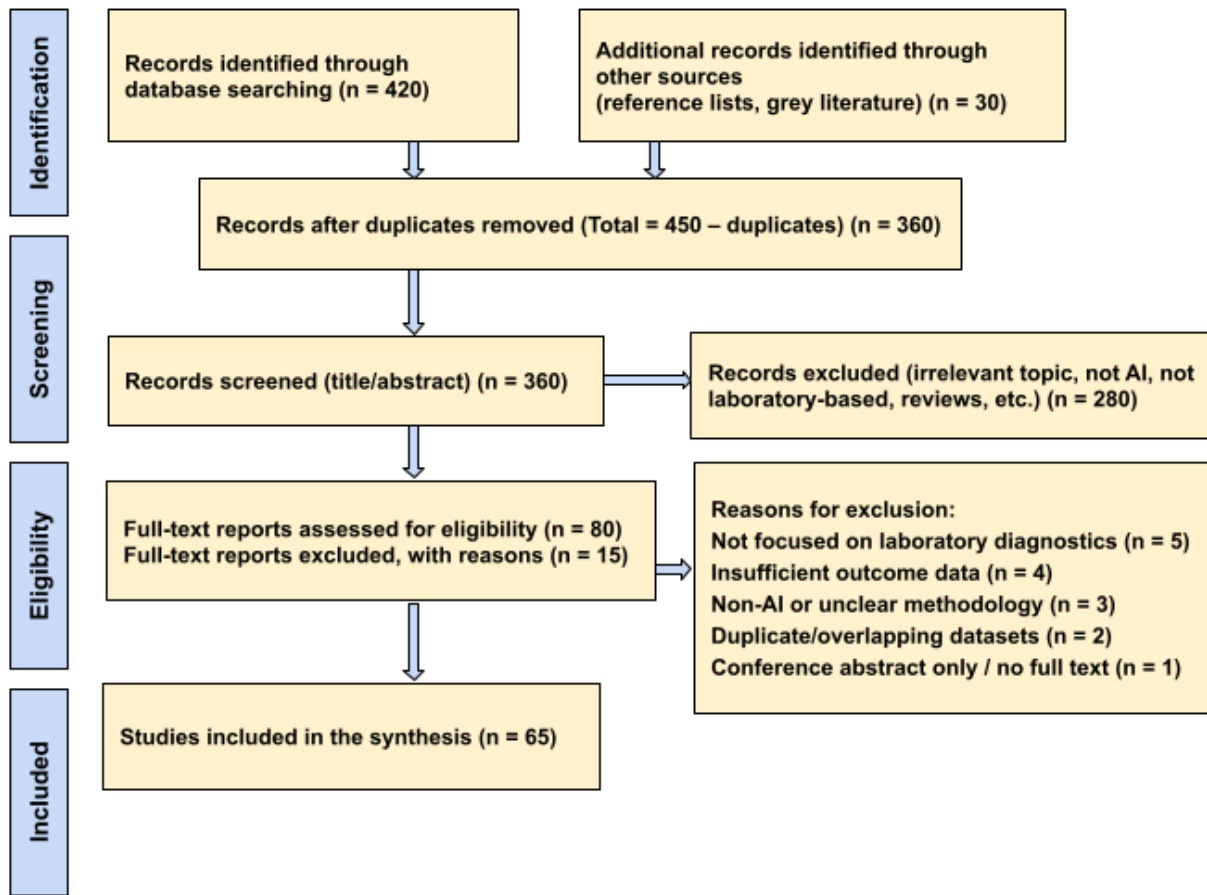 Identification
Records identified through
database searching (n = 420)
Additional records identified through
other sources
(reference lists, grey literature) (n = 30)
Records after duplicates removed (Total = 450 – duplicates) (n = 360)
Screening
Records screened (title/abstract) (n = 360)
Records excluded (irrelevant topic, not AI, not
laboratory-based, reviews, etc.) (n = 280)
Eligibility
Full-text reports assessed for eligibility (n = 80)
Full-text reports excluded, with reasons (n = 15)
Reasons for exclusion:
Not focused on laboratory diagnostics (n = 5)
Insufficient outcome data (n = 4)
Non-AI or unclear methodology (n = 3)
Duplicate/overlapping datasets (n = 2)
Conference abstract only / no full text (n = 1)
Included
Studies included in the synthesis (n = 65)